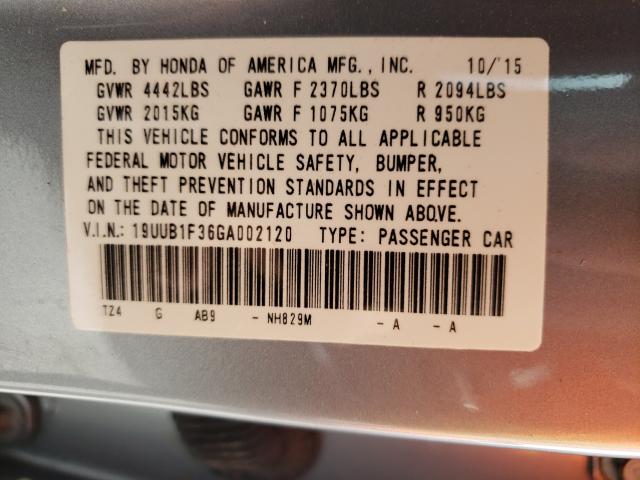 MFD. BY HONDA OF AMERICA MFG., INC. 10/15
GVWR 4442LBS GAWR F 2370LBS R 2094LBS
GVWR 2015KG GAWR F 1075KG R 950KG
THIS VEHICLE CONFORMS TO ALL APPLICABLE
FEDERAL MOTOR VEHICLE SAFETY, BUMPER,
AND THEFT PREVENTION STANDARDS IN EFFECT
ON THE DATE OF MANUFACTURE SHOWN ABOVE.
V.I.N.: 19UUB1F36GA002120 TYPE: PASSENGER CAR
TZ4 G AB9 - NH829M - A - A